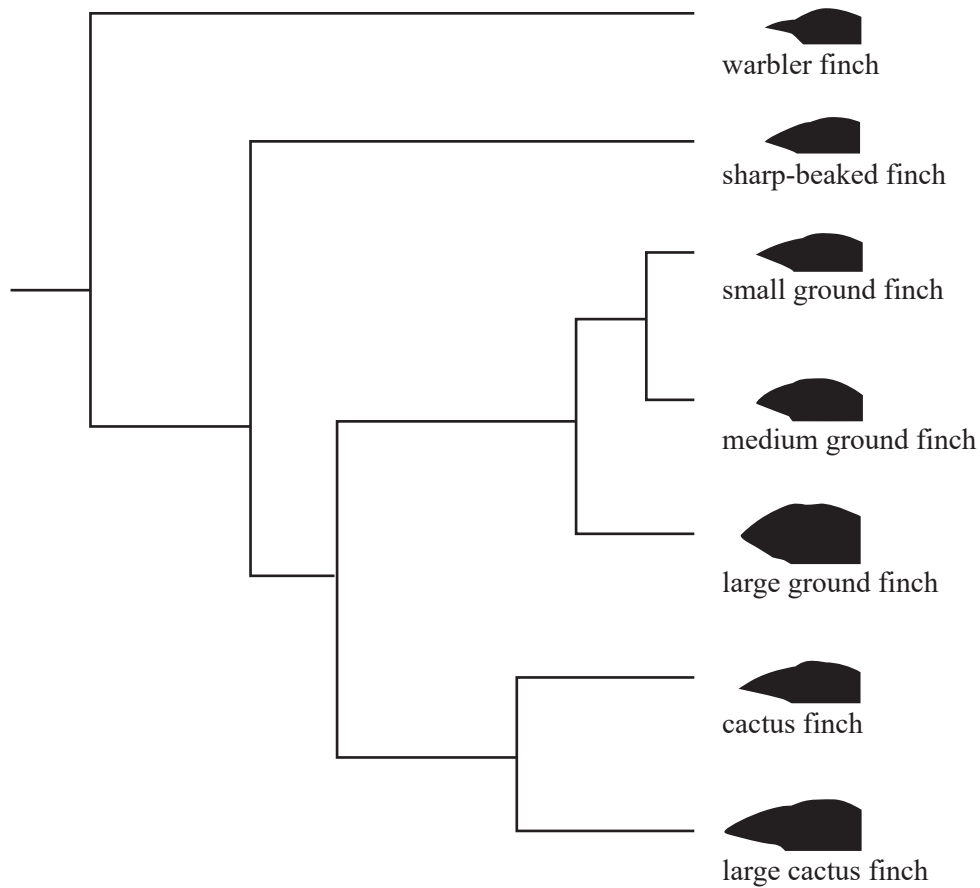 warbler finch
sharp-beaked finch
small ground finch
medium ground finch
large ground finch
cactus finch
large cactus finch